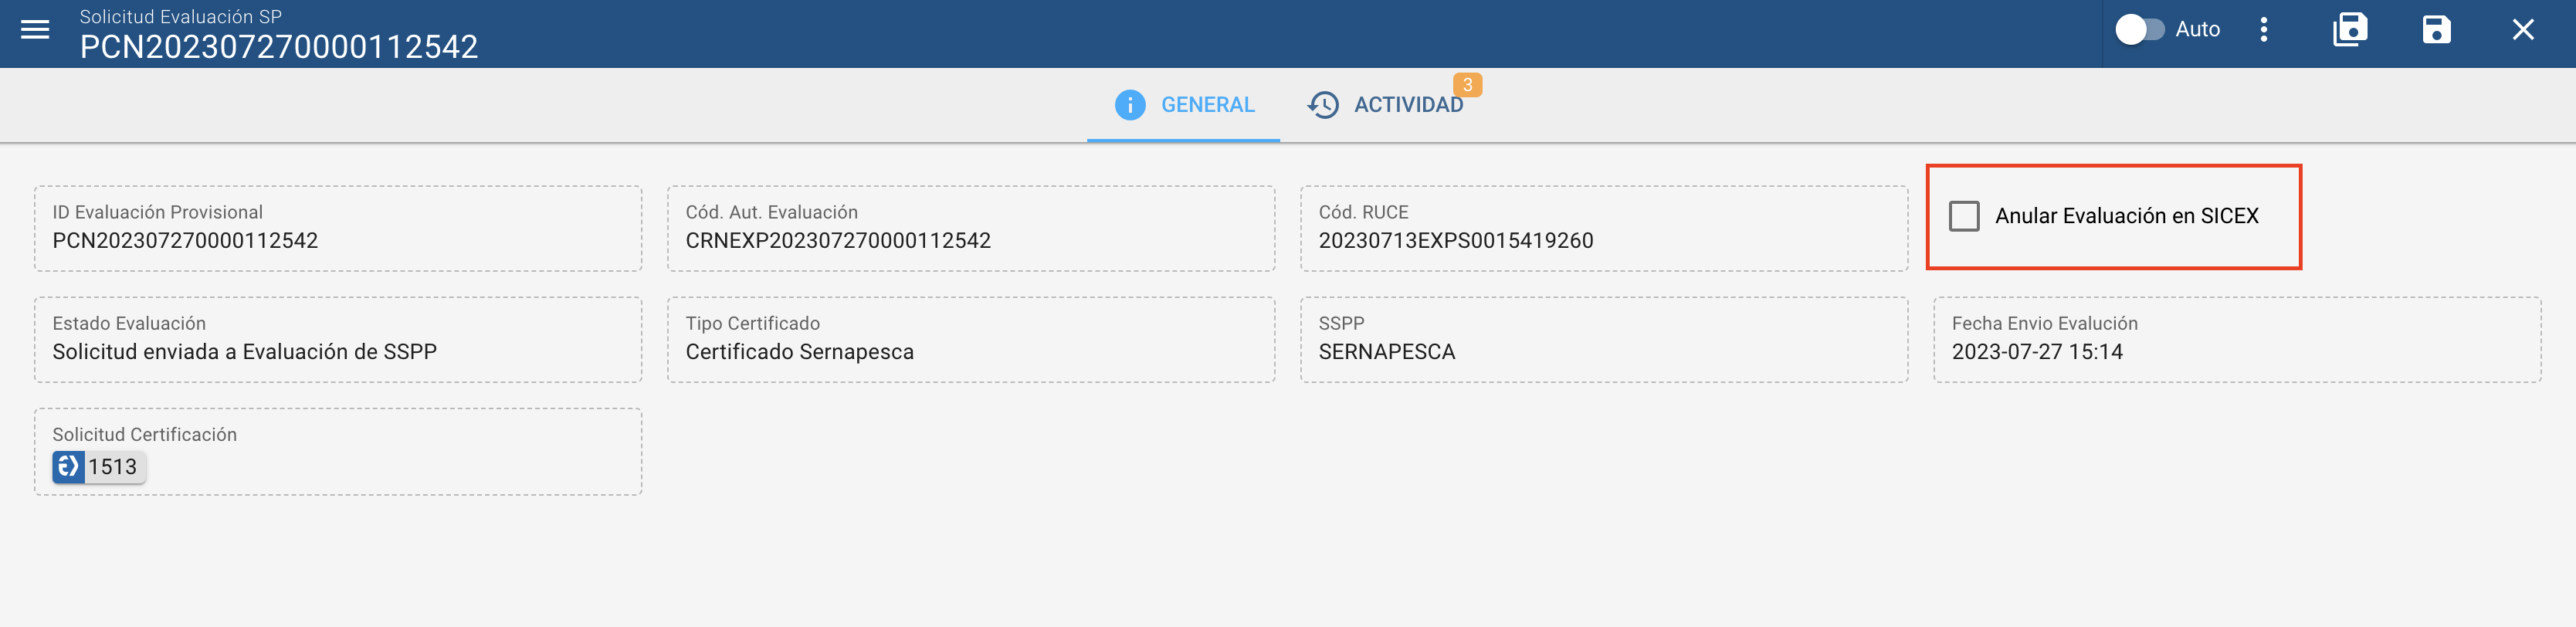 Solicitud Evaluación SP
PCN202307270000112542
Auto
GENERAL
ACTIVIDAD
3
ID Evaluación Provisional
PCN202307270000112542
Cód. Aut. Evaluación
CRNEXP202307270000112542
Cód. RUCE
20230713EXPS0015419260
Anular Evaluación en SICEX
Estado Evaluación
Solicitud enviada a Evaluación de SSPP
Tipo Certificado
Certificado Sernapesca
SSPP
SERNAPESCA
Fecha Envio Evalución
2023-07-27 15:14
Solicitud Certificación
1513